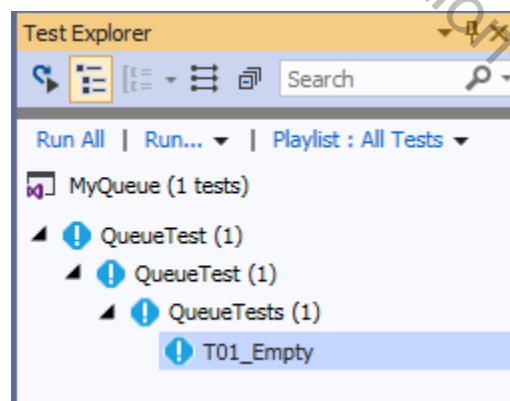 Test Explorer
Search
Run All | Run... | Playlist : All Tests
MyQueue (1 tests)
QueueTest (1)
QueueTest (1)
QueueTests (1)
T01_Empty